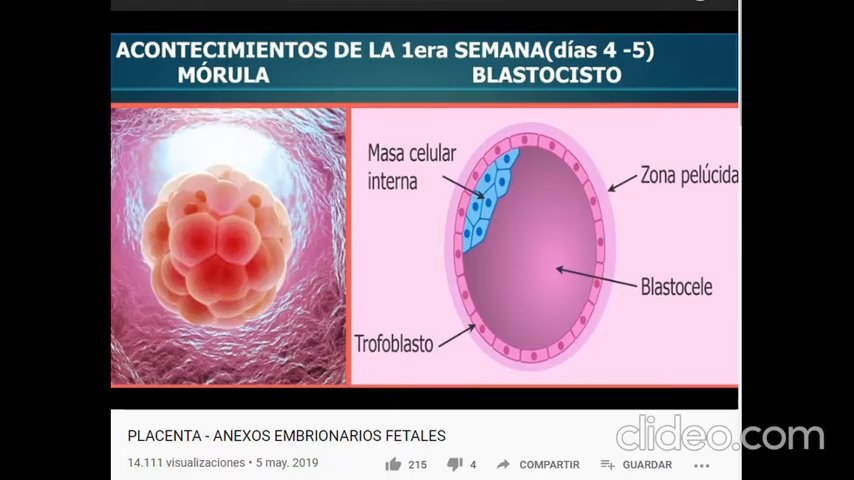 ACONTECIMIENTOS DE LA 1era SEMANA(días 4 -5)
MÓRULA
BLASTOCISTO
Masa celular
interna
Zona pelúcida
Blastocele
Trofoblasto
PLACENTA - ANEXOS EMBRIONARIOS FETALES
14.111 visualizaciones • 5 may. 2019
215
4
COMPARTIR
GUARDAR
clideo.com